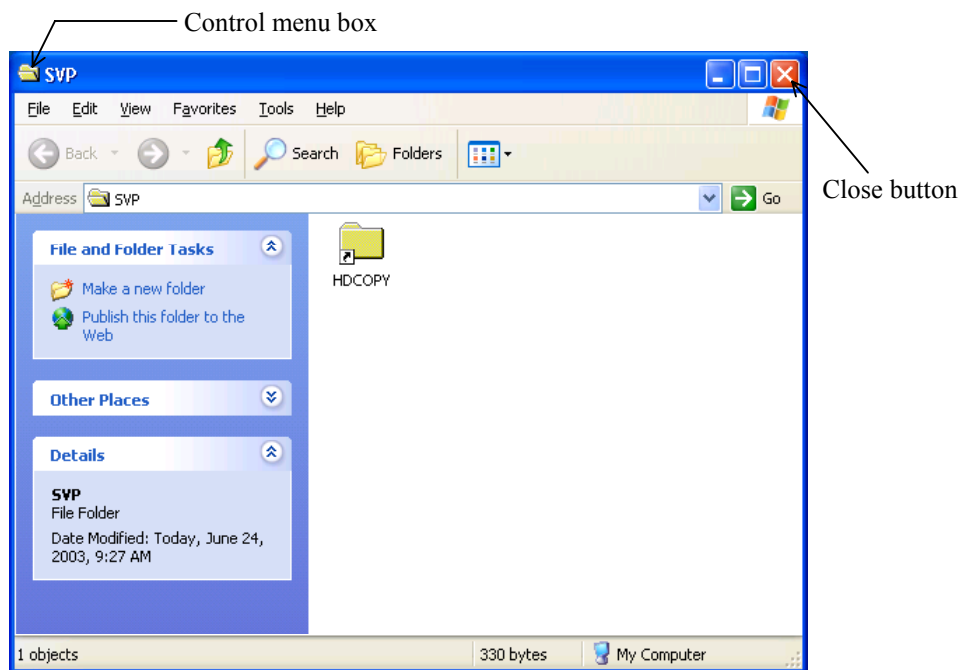 Control menu box
SVP
File Edit View Favorites Tools Help
Back Search Folders
Close button
Address SVP Go
File and Folder Tasks
Make a new folder
Publish this folder to the
Web
Other Places
Details
SVP
File Folder
Date Modified: Today, June 24,
2003, 9:27 AM
HDCOPY
1 objects 330 bytes My Computer